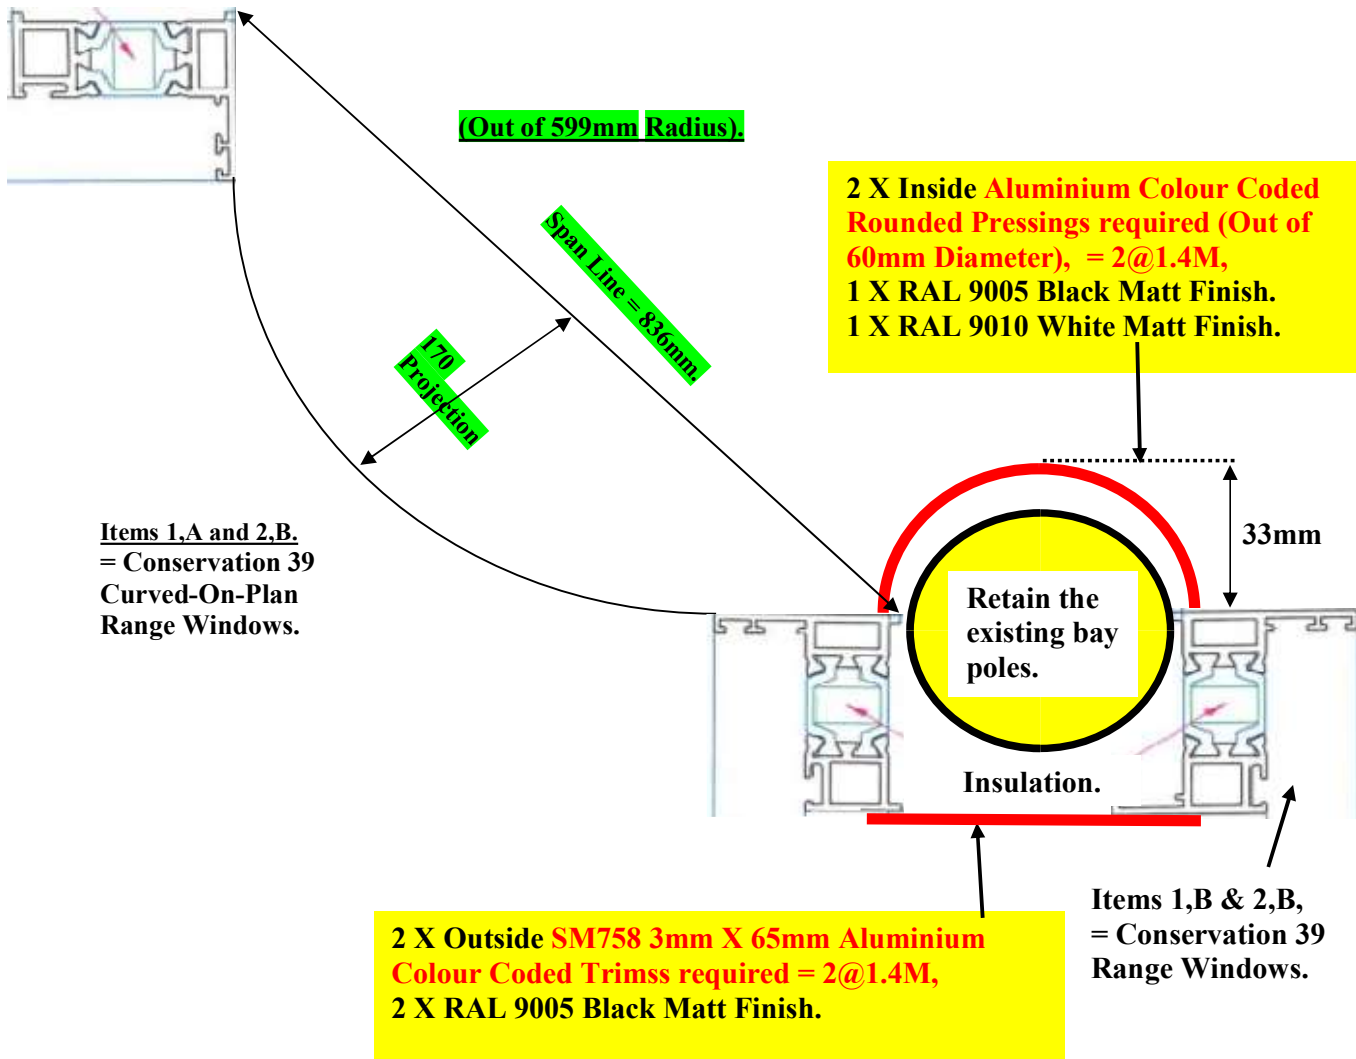 (Out of 599mm Radius).
Span Line = 836mm.
170
Projection
2 X Inside Aluminium Colour Coded
Rounded Pressings required (Out of
60mm Diameter),  = 2@1.4M,
1 X RAL 9005 Black Matt Finish.
1 X RAL 9010 White Matt Finish.
33mm
Items 1,A and 2,B.
= Conservation 39
Curved-On-Plan
Range Windows.
Retain the
existing bay
poles.
Insulation.
Items 1,B & 2,B,
= Conservation 39
Range Windows.
2 X Outside SM758 3mm X 65mm Aluminium
Colour Coded Trimss required = 2@1.4M,
2 X RAL 9005 Black Matt Finish.